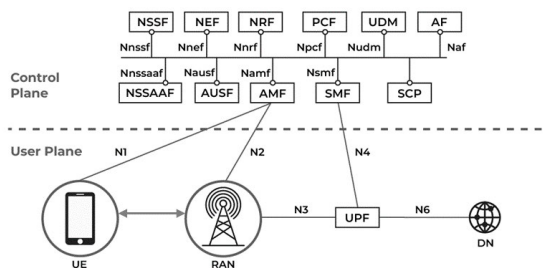 NSSF NEF NRF PCF UDM AF
Nnssf Nnef Nnrf Npcf Nudm Naf
Nnssaaf Nausf Namf Nsmf
Control
Plane
NSSAAF AUSF AMF SMF SCP
User Plane N1 N2 N4
N3 UPF N6
UE RAN DN